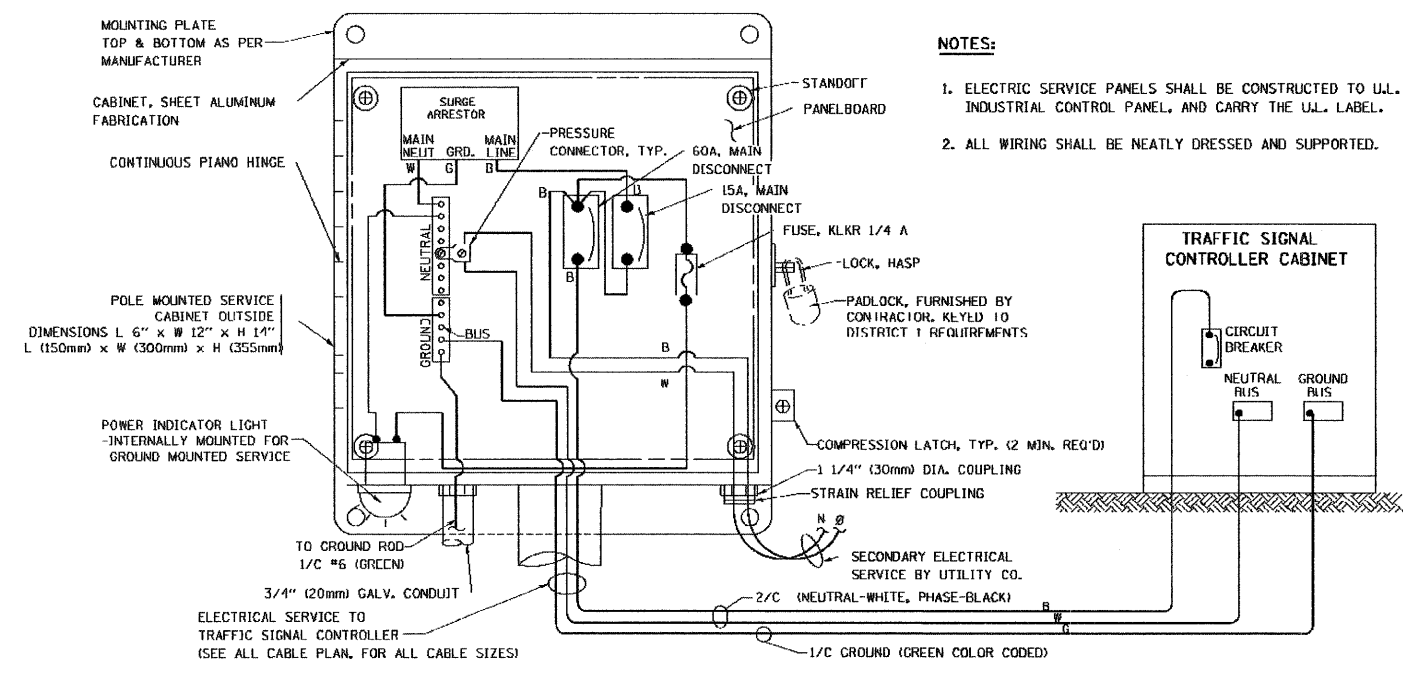 MOUNTING PLATE
TOP & BOTTOM AS PER
MANUFACTURER
CABINET, SHEET ALUMINUM
FABRICATION
CONTINUOUS PIANO HINGE
POLE MOUNTED SERVICE
CABINET OUTSIDE
DIMENSIONS L 6" x W 12" x H 14"
L (150mm) x W (300mm) x H (355mm)
POWER INDICATOR LIGHT
-INTERNALLY MOUNTED FOR
GROUND MOUNTED SERVICE
SURGE
ARRESTOR
MAIN
NEUT
GRD.
MAIN
LINE
W
G
B
PRESSURE
CONNECTOR, TYP.
STANDOFF
PANELBOARD
60A, MAIN
DISCONNECT
15A, MAIN
DISCONNECT
FUSE, KLKR 1/4 A
B
B
B
NEUTRAL
GROUND
BUS
B
W
LOCK, HASP
PADLOCK, FURNISHED BY
CONTRACTOR. KEYED TO
DISTRICT 1 REQUIREMENTS
COMPRESSION LATCH, TYP. (2 MIN. REQ'D)
1 1/4" (30mm) DIA. COUPLING
STRAIN RELIEF COUPLING
N Ø
SECONDARY ELECTRICAL
SERVICE BY UTILITY CO.
TO GROUND ROD
1/C #6 (GREEN)
3/4" (20mm) GALV. CONDUIT
ELECTRICAL SERVICE TO
TRAFFIC SIGNAL CONTROLLER
(SEE ALL CABLE PLAN, FOR ALL CABLE SIZES)
2/C (NEUTRAL-WHITE, PHASE-BLACK)
1/C GROUND (GREEN COLOR CODED)
B
W
G
NOTES:
1. ELECTRIC SERVICE PANELS SHALL BE CONSTRUCTED TO U.L.
INDUSTRIAL CONTROL PANEL, AND CARRY THE U.L. LABEL.
2. ALL WIRING SHALL BE NEATLY DRESSED AND SUPPORTED.
TRAFFIC SIGNAL
CONTROLLER CABINET
CIRCUIT
BREAKER
NEUTRAL
BUS
GROUND
BUS